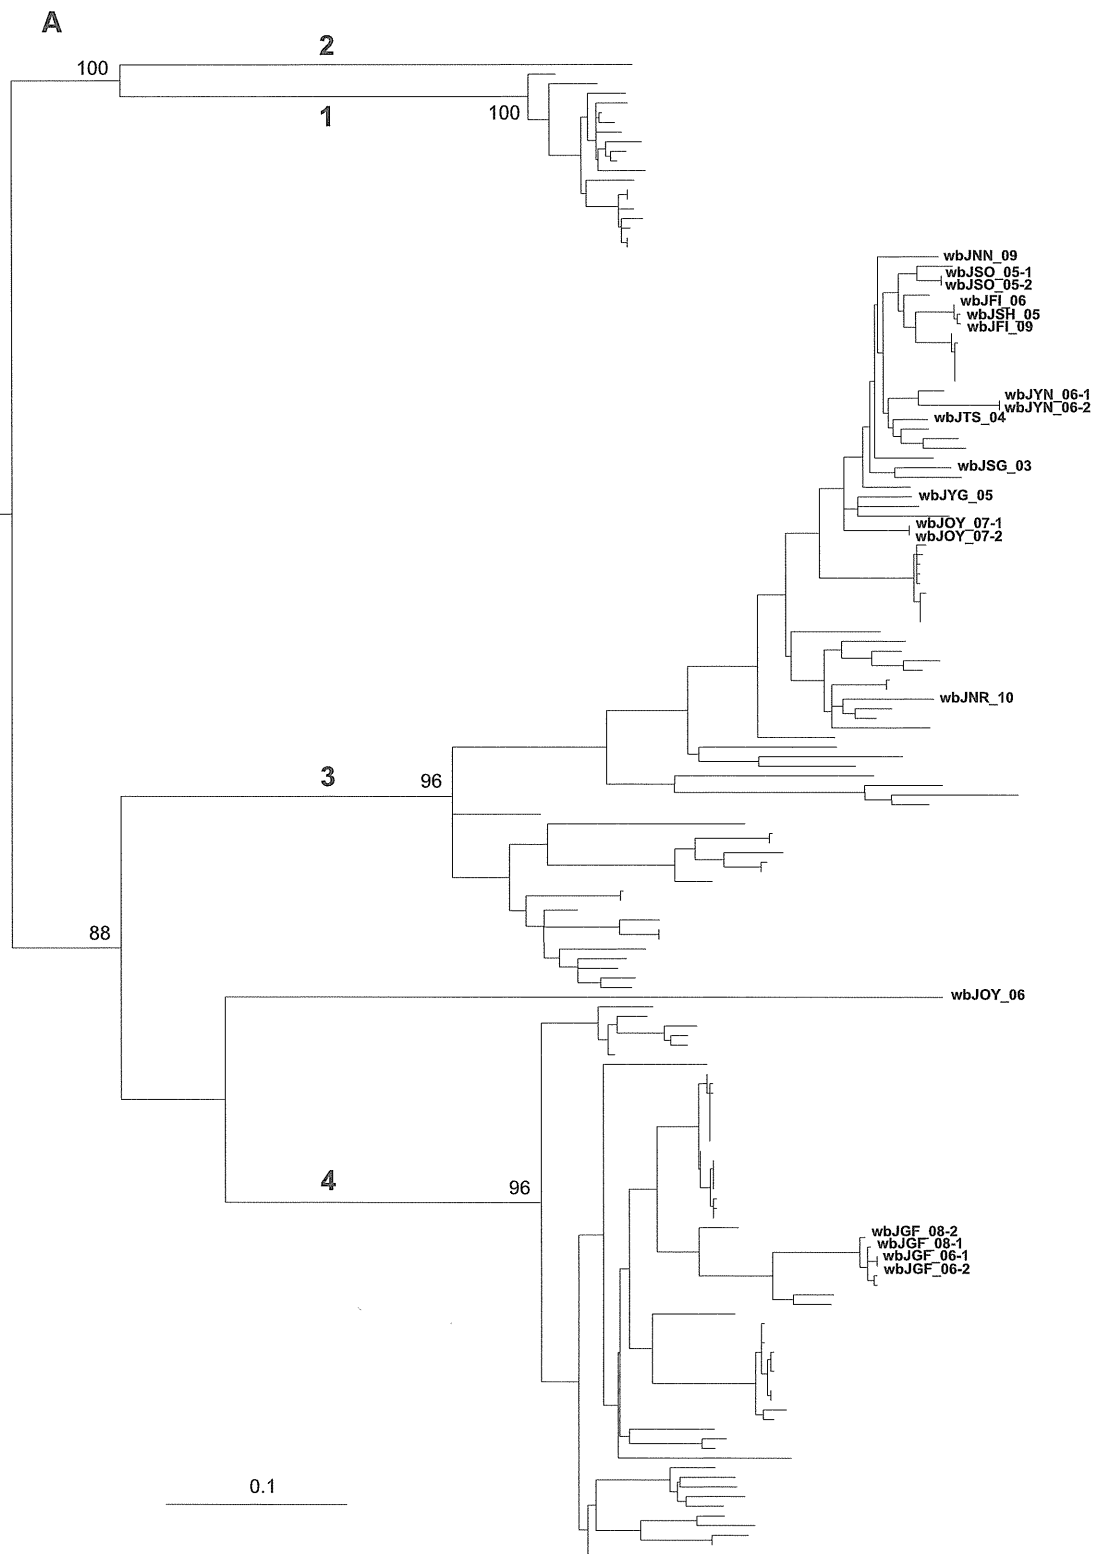 A
2
100
1
100
wbJNN_09
wbJSO_05-1
wbJSO_05-2
wbJFI_06
wbJSH_05
wbJFI_09
wbJYN_06-1
wbJYN_06-2
wbJTS_04
wbJSG_03
wbJYG_05
wbJOY_07-1
wbJOY_07-2
wbJNR_10
3
96
88
wbJOY_06
4
96
wbJGF_08-2
wbJGF_08-1
wbJGF_06-1
wbJGF_06-2
0.1